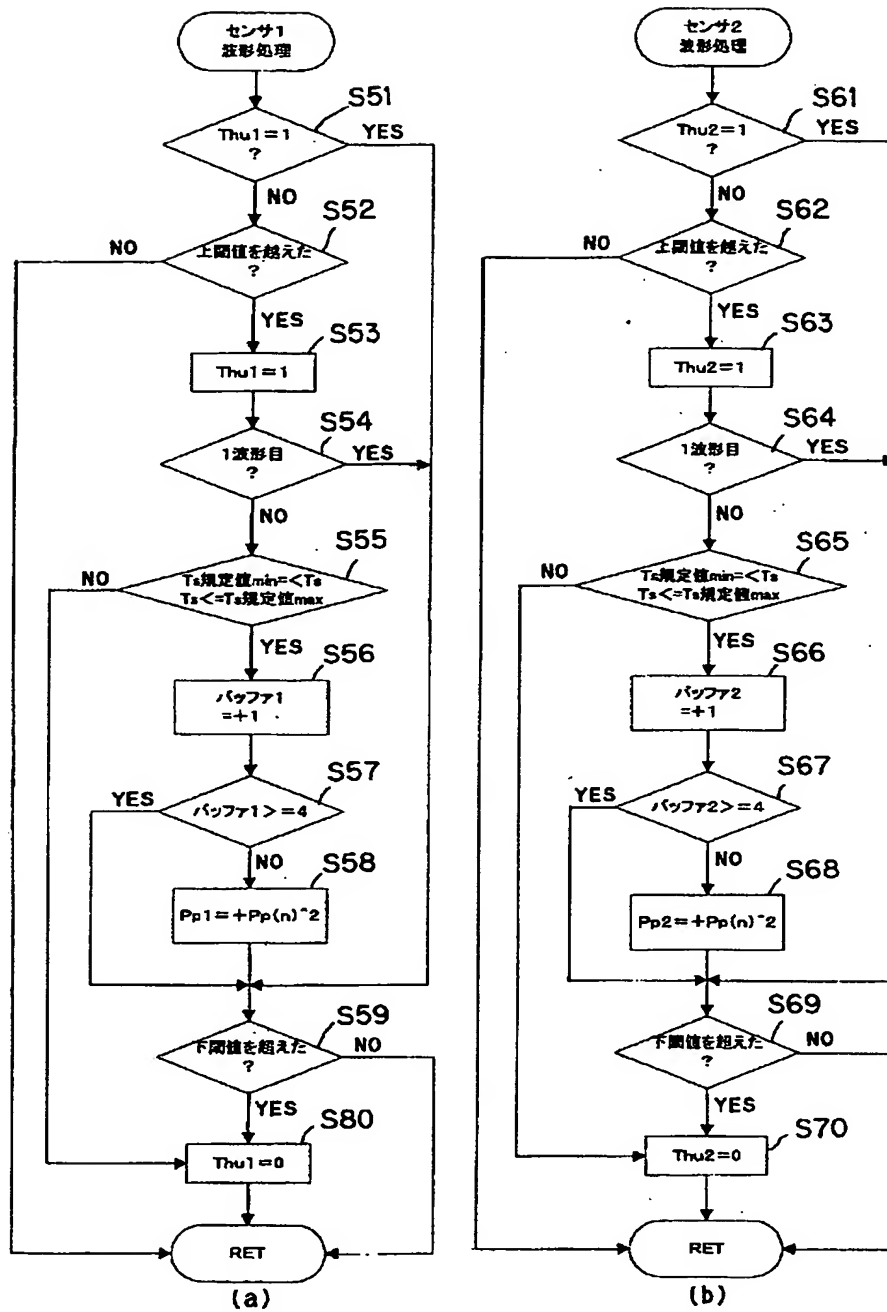 センサ1
波形処理
S51
Thu1=1
?
YES
NO
S52
上閾値を越えた
?
NO
YES
S53
Thu1=1
S54
1波形目
?
YES
NO
S55
Ts規定値min=<Ts
Ts<=Ts規定値max
NO
YES
S56
バッファ1
=+1
S57
バッファ1>=4
YES
NO
S58
Pp1=+Pp(n)^2
S59
下閾値を超えた
?
NO
YES
S80
Thu1=0
RET
(a)
センサ2
波形処理
S61
Thu2=1
?
YES
NO
S62
上閾値を越えた
?
NO
YES
S63
Thu2=1
S64
1波形目
?
YES
NO
S65
Ts規定値min=<Ts
Ts<=Ts規定値max
NO
YES
S66
バッファ2
=+1
S67
バッファ2>=4
YES
NO
S68
Pp2=+Pp(n)^2
S69
下閾値を超えた
?
NO
YES
S70
Thu2=0
RET
(b)